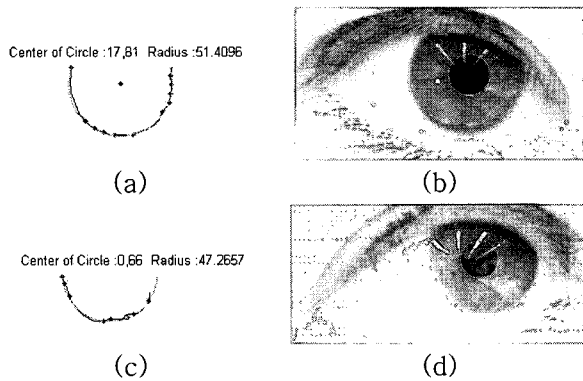 Center of Circle :17,81 Radius :51.4096
(a)
(b)
Center of Circle :0,66 Radius :47.2657
(c)
(d)